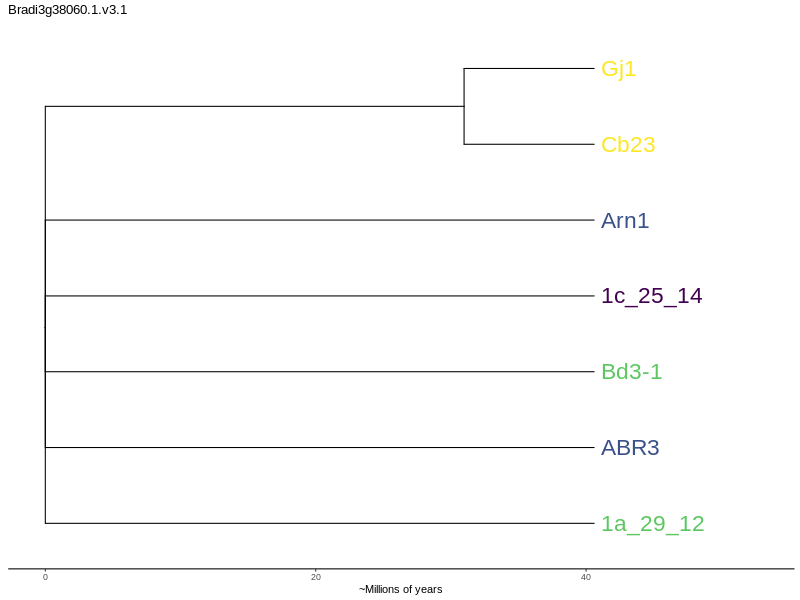 Bradi3g38060.1.v3.1
Gj1
Cb23
Arn1
1c_25_14
Bd3-1
ABR3
1a_29_12
0 20 40
~Millions of years